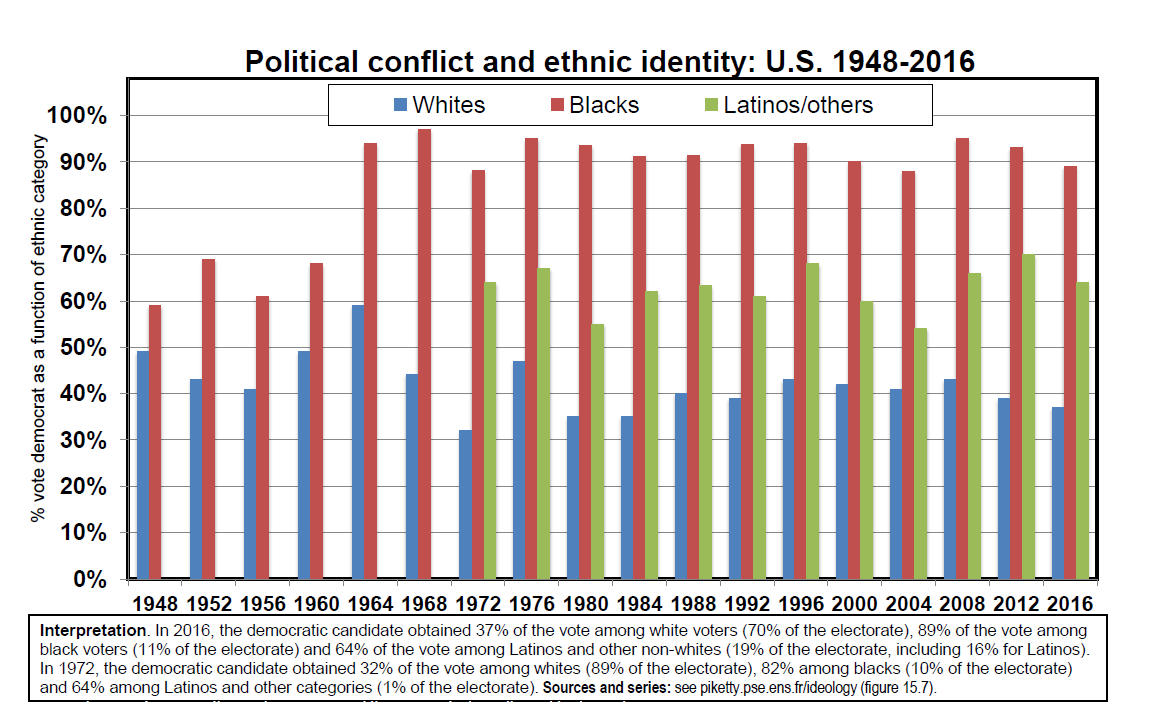 Political conflict and ethnic identity: U.S. 1948-2016
Whites Blacks Latinos/others
% vote democrat as a function of ethnic category
100%
90%
80%
70%
60%
50%
40%
30%
20%
10%
0%
1948 1952 1956 1960 1964 1968 1972 1976 1980 1984 1988 1992 1996 2000 2004 2008 2012 2016
Interpretation. In 2016, the democratic candidate obtained 37% of the vote among white voters (70% of the electorate), 89% of the vote among
black voters (11% of the electorate) and 64% of the vote among Latinos and other non-whites (19% of the electorate, including 16% for Latinos).
In 1972, the democratic candidate obtained 32% of the vote among whites (89% of the electorate), 82% among blacks (10% of the electorate)
and 64% among Latinos and other categories (1% of the electorate). Sources and series: see piketty.pse.ens.fr/ideology (figure 15.7).